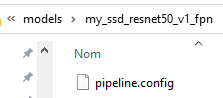 « models > my_ssd_resnet50_v1_fpn
Nom
pipeline.config